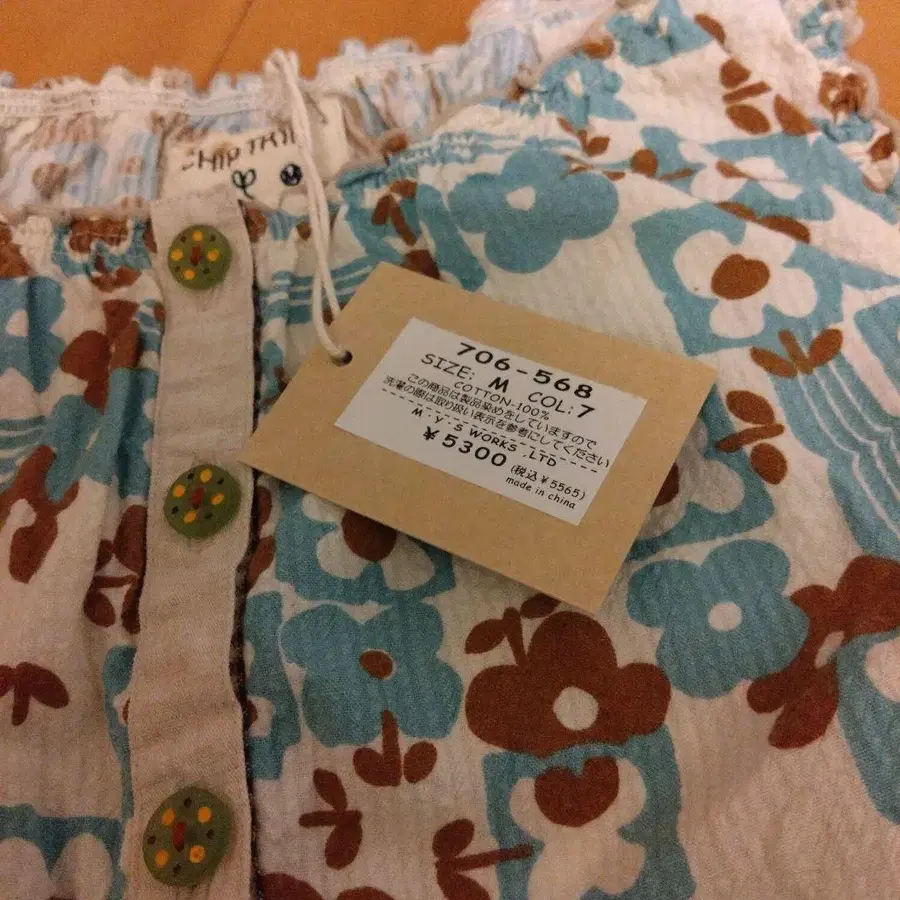 CHIP TRIP
706-568
SIZE: M COL:7
COTTON-100%
この商品は製品染めをしていますので
洗濯の際は取り扱い表示を参考にしてください
M.Y'S WORKS.LTD
¥5300 (税込¥5565)
made in china